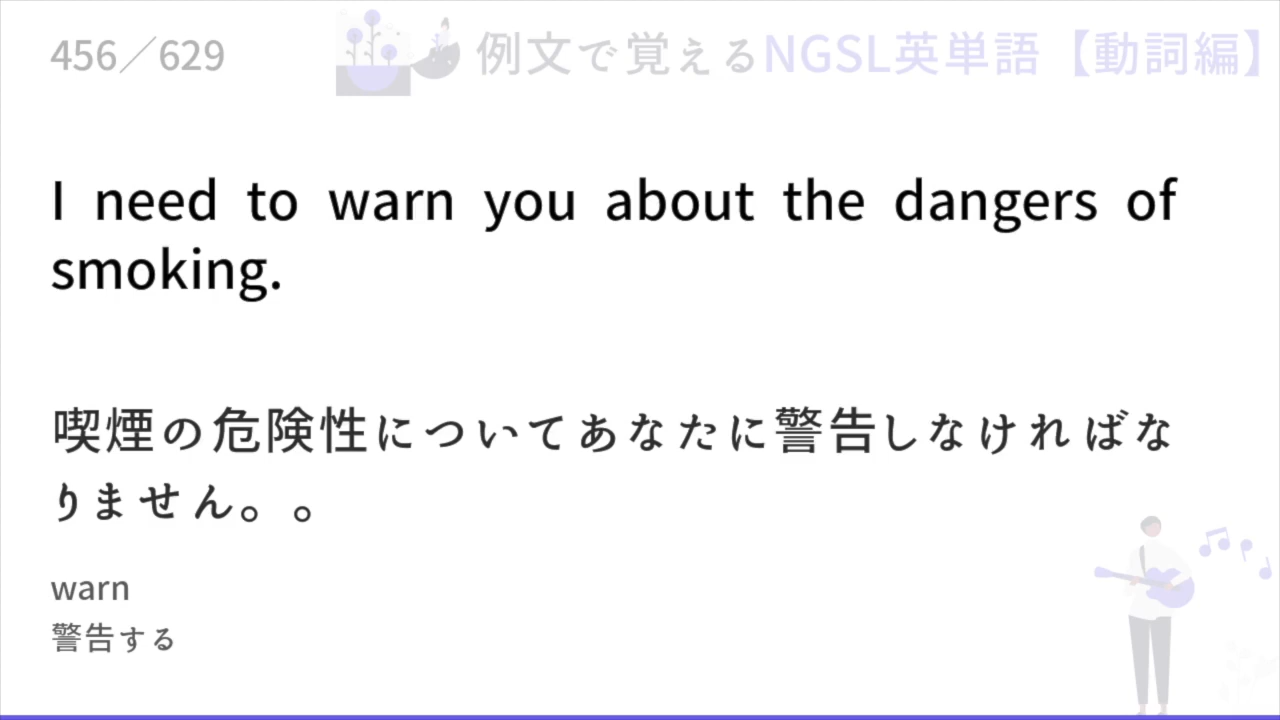 456／629
例文で覚えるNGSL英単語【動詞編】
I need to warn you about the dangers of
smoking.
喫煙の危険性についてあなたに警告しなければな
りません。。
warn
警告する